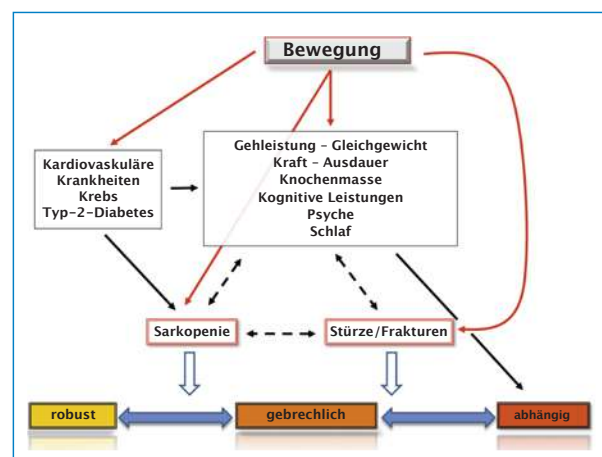 Bewegung
Kardiovaskuläre
Krankheiten
Krebs
Typ-2-Diabetes
Gehleistung – Gleichgewicht
Kraft – Ausdauer
Knochenmasse
Kognitive Leistungen
Psyche
Schlaf
Sarkopenie
Stürze/Frakturen
robust
gebrechlich
abhängig